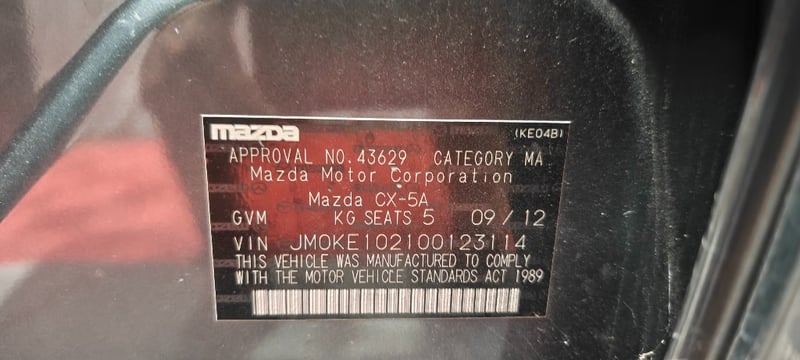 mazda (KE04B)
APPROVAL NO.43629 CATEGORY MA
Mazda Motor Corporation
Mazda CX-5A
GVM KG SEATS 5 09/12
VIN JM0KE102100123114
THIS VEHICLE WAS MANUFACTURED TO COMPLY
WITH THE MOTOR VEHICLE STANDARDS ACT 1989